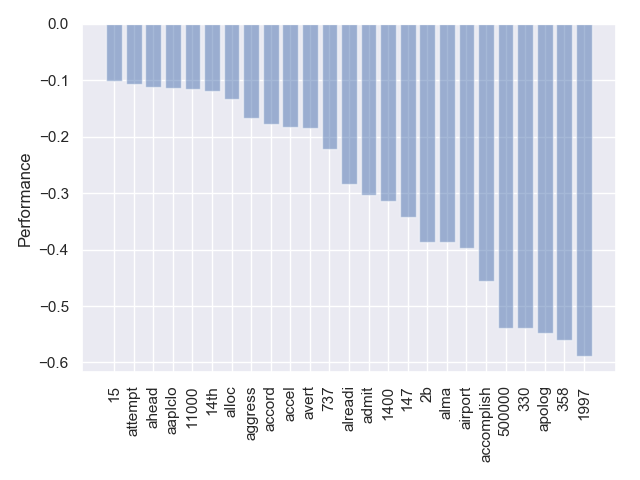 0.0
−0.1
−0.2
−0.3
−0.4
−0.5
−0.6
Performance
15
attempt
ahead
aaplclo
11000
14th
alloc
aggress
accord
accel
avert
737
alreadi
admit
1400
147
2b
alma
airport
accomplish
500000
330
apolog
358
1997